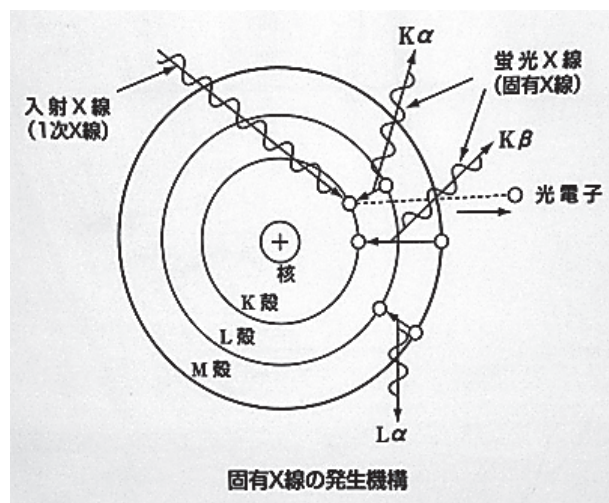 Kα
蛍光X線
(固有X線)
入射X線
(1次X線)
Kβ
光電子
+
核
K殻
L殻
M殻
Lα
固有X線の発生機構